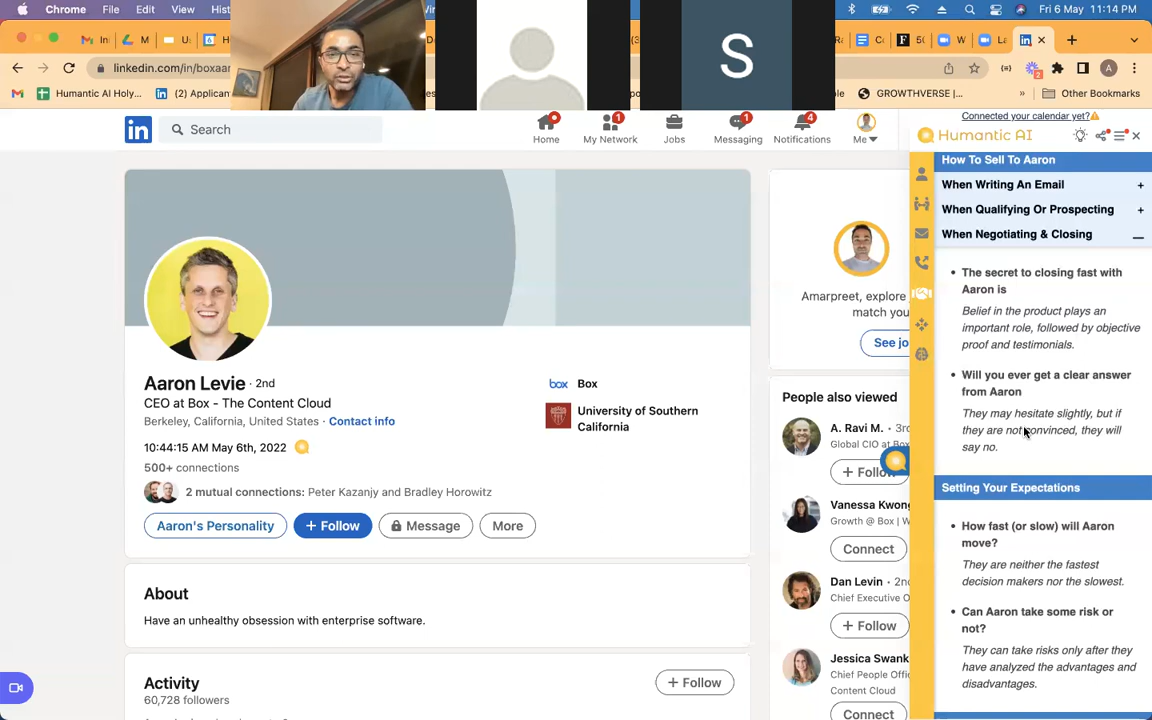 Chrome File Edit View Hist
Fri 6 May 11:14 PM
linkedin.com/in/boxaar
Humantic AI Holy...
(2) Applican
GROWTHVERSE |...
Other Bookmarks
S
Search
Home
My Network
Jobs
Messaging
Notifications
Me
1
1
4
2
A
Connected your calendar yet?
Humantic AI
How To Sell To Aaron
When Writing An Email +
When Qualifying Or Prospecting +
When Negotiating & Closing —
• The secret to closing fast with
Aaron is
Belief in the product plays an
important role, followed by objective
proof and testimonials.
• Will you ever get a clear answer
from Aaron
They may hesitate slightly, but if
they are not convinced, they will
say no.
Setting Your Expectations
• How fast (or slow) will Aaron
move?
They are neither the fastest
decision makers nor the slowest.
• Can Aaron take some risk or
not?
They can take risks only after they
have analyzed the advantages and
disadvantages.
Aaron Levie · 2nd
CEO at Box - The Content Cloud
Berkeley, California, United States · Contact info
10:44:15 AM May 6th, 2022
500+ connections
2 mutual connections: Peter Kazanjy and Bradley Horowitz
Aaron's Personality
+ Follow
Message
More
box Box
University of Southern
California
About
Have an unhealthy obsession with enterprise software.
Activity
60,728 followers
+ Follow
Amarpreet, explore
match you
See jo
People also viewed
A. Ravi M. · 3r
Global CIO at Box
+ Follo
Vanessa Kwong
Growth @ Box | W
Connect
Dan Levin · 2n
Chief Executive O
+ Follow
Jessica Swank
Chief People Offic
Content Cloud
Connect